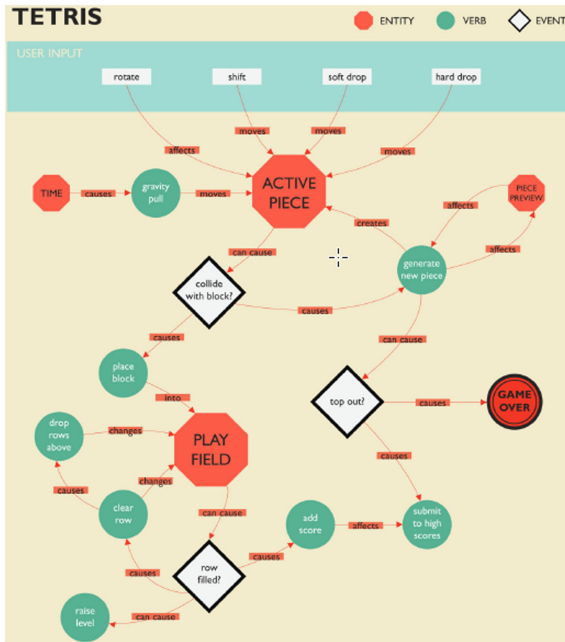 TETRIS
ENTITY
VERB
EVENT
USER INPUT
rotate
shift
soft drop
hard drop
moves
moves
affects
moves
TIME
causes
gravity
pull
moves
ACTIVE
PIECE
PIECE
PREVIEW
affects
creates
affects
can cause
generate
new piece
collide
with block?
causes
causes
can cause
place
block
into
top out?
causes
GAME
OVER
drop
rows
above
changes
PLAY
FIELD
causes
changes
causes
clear
row
can cause
add
score
affects
submit
to high
scores
causes
causes
row
filled?
raise
level
can cause